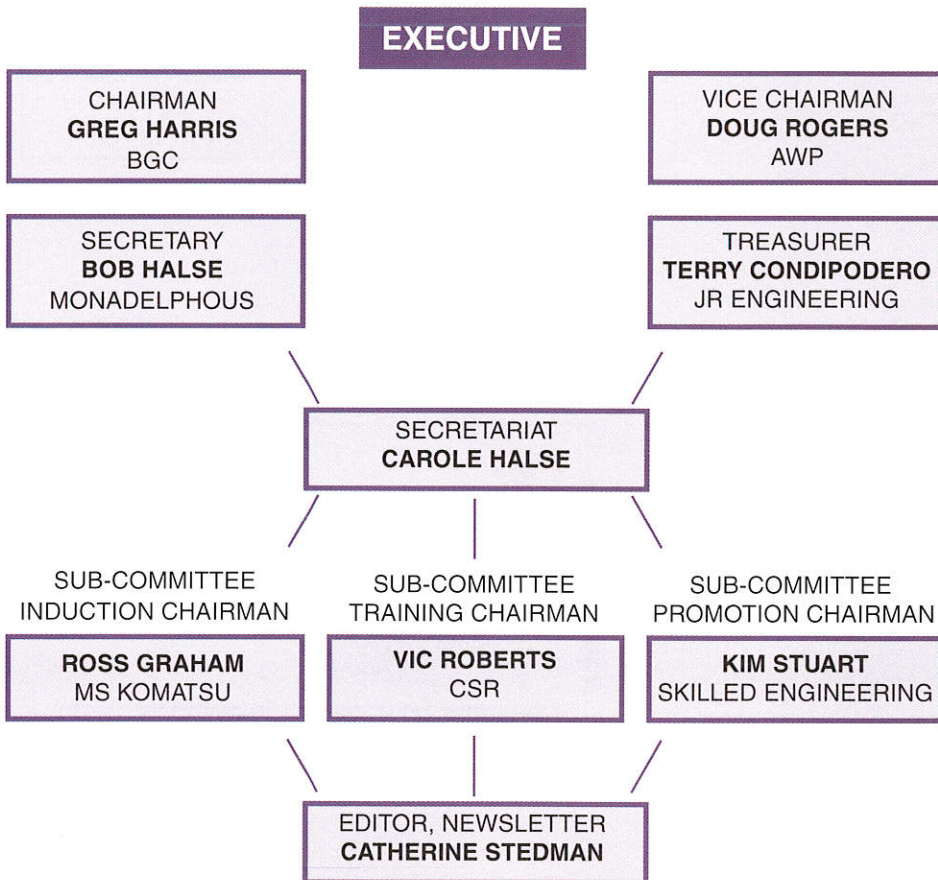 EXECUTIVE
CHAIRMAN
GREG HARRIS
BGC
VICE CHAIRMAN
DOUG ROGERS
AWP
SECRETARY
BOB HALSE
MONADELPHOUS
TREASURER
TERRY CONDIPODERO
JR ENGINEERING
SECRETARIAT
CAROLE HALSE
SUB-COMMITTEE
INDUCTION CHAIRMAN
ROSS GRAHAM
MS KOMATSU
SUB-COMMITTEE
TRAINING CHAIRMAN
VIC ROBERTS
CSR
SUB-COMMITTEE
PROMOTION CHAIRMAN
KIM STUART
SKILLED ENGINEERING
EDITOR, NEWSLETTER
CATHERINE STEDMAN